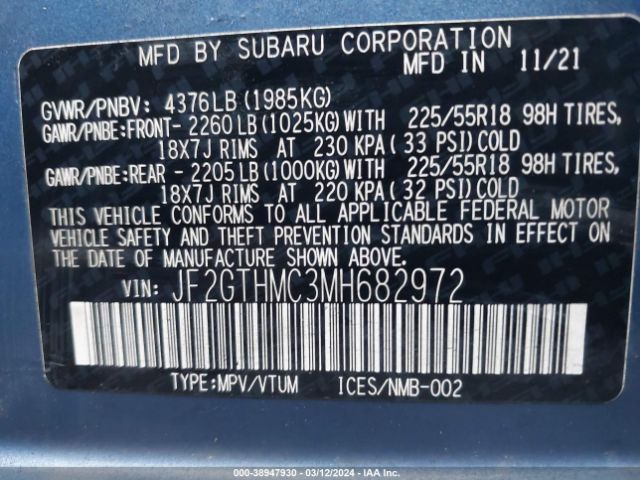 MFD BY SUBARU CORPORATION
MFD IN 11/21
GVWR/PNBV: 4376LB (1985KG)
GAWR/PNBE:FRONT- 2260LB(1025KG)WITH 225/55R18 98H TIRES,
18X7J RIMS AT 230 KPA ( 33 PSI)COLD
GAWR/PNBE:REAR - 2205LB(1000KG)WITH 225/55R18 98H TIRES,
18X7J RIMS AT 220 KPA ( 32 PSI)COLD
THIS VEHICLE CONFORMS TO ALL APPLICABLE FEDERAL MOTOR
VEHICLE SAFETY AND THEFT PREVENTION STANDARDS IN EFFECT ON
THE DATE OF MANUFACTURE SHOWN ABOVE.
VIN: JF2GTHMC3MH682972
TYPE:MPV/VTUM ICES/NMB-002
000-38947930 - 03/12/2024 - IAA Inc.